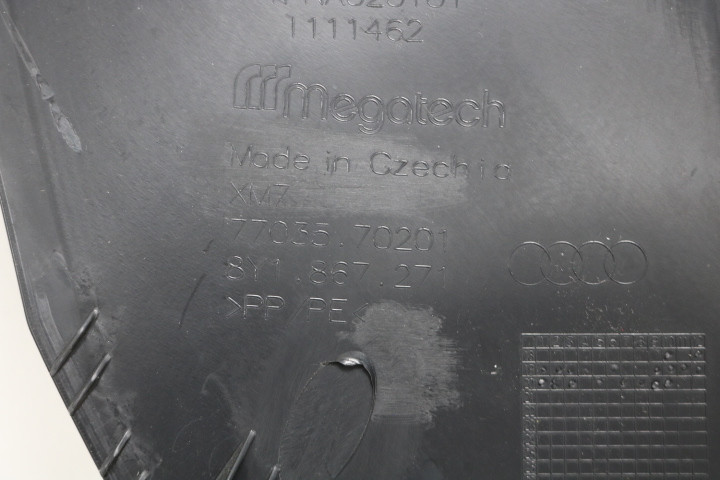 1111462
megatech
Made in Czechia
XM7
77035.70201
8Y1.867.271
>PP/PE